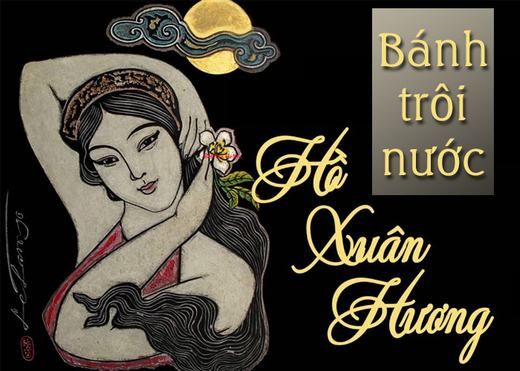 Bánh
trôi
nước
Hồ
Xuân
Hương